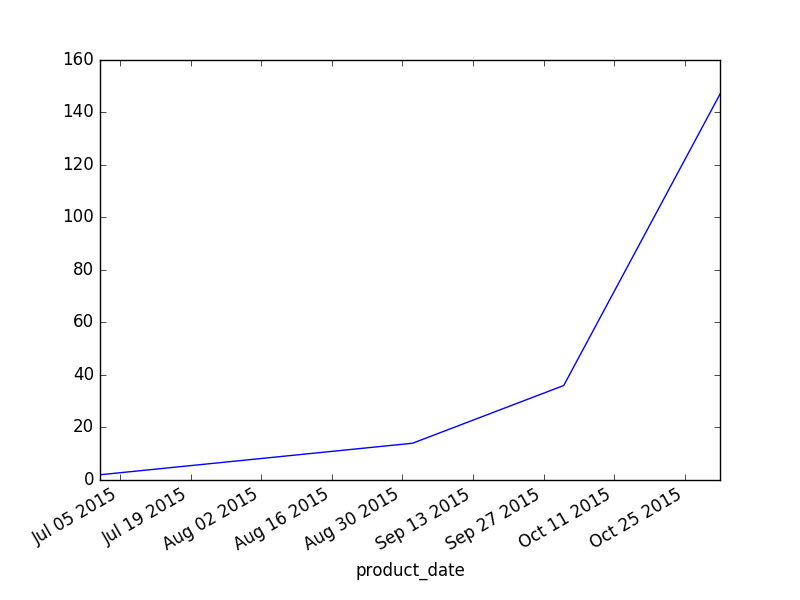 160
140
120
100
80
60
40
20
0
Jul 05 2015
Jul 19 2015
Aug 02 2015
Aug 16 2015
Aug 30 2015
Sep 13 2015
Sep 27 2015
Oct 11 2015
Oct 25 2015
product_date